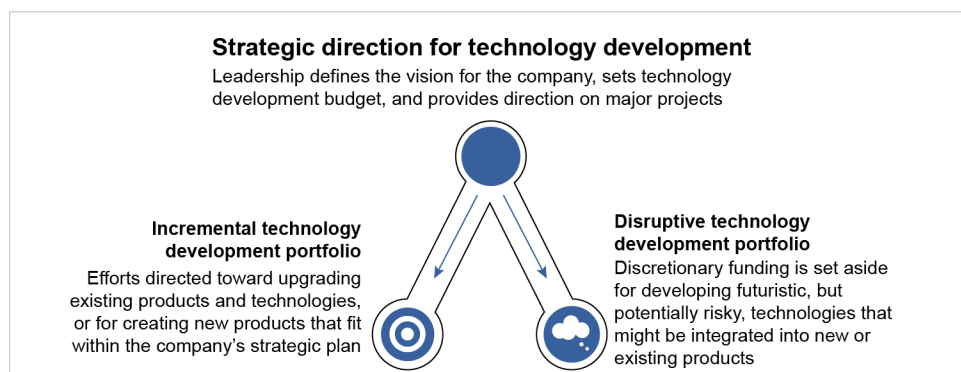 Strategic direction for technology development
Leadership defines the vision for the company, sets technology
development budget, and provides direction on major projects
Incremental technology
development portfolio
Efforts directed toward upgrading
existing products and technologies,
or for creating new products that fit
within the company’s strategic plan
Disruptive technology
development portfolio
Discretionary funding is set aside
for developing futuristic, but
potentially risky, technologies that
might be integrated into new or
existing products